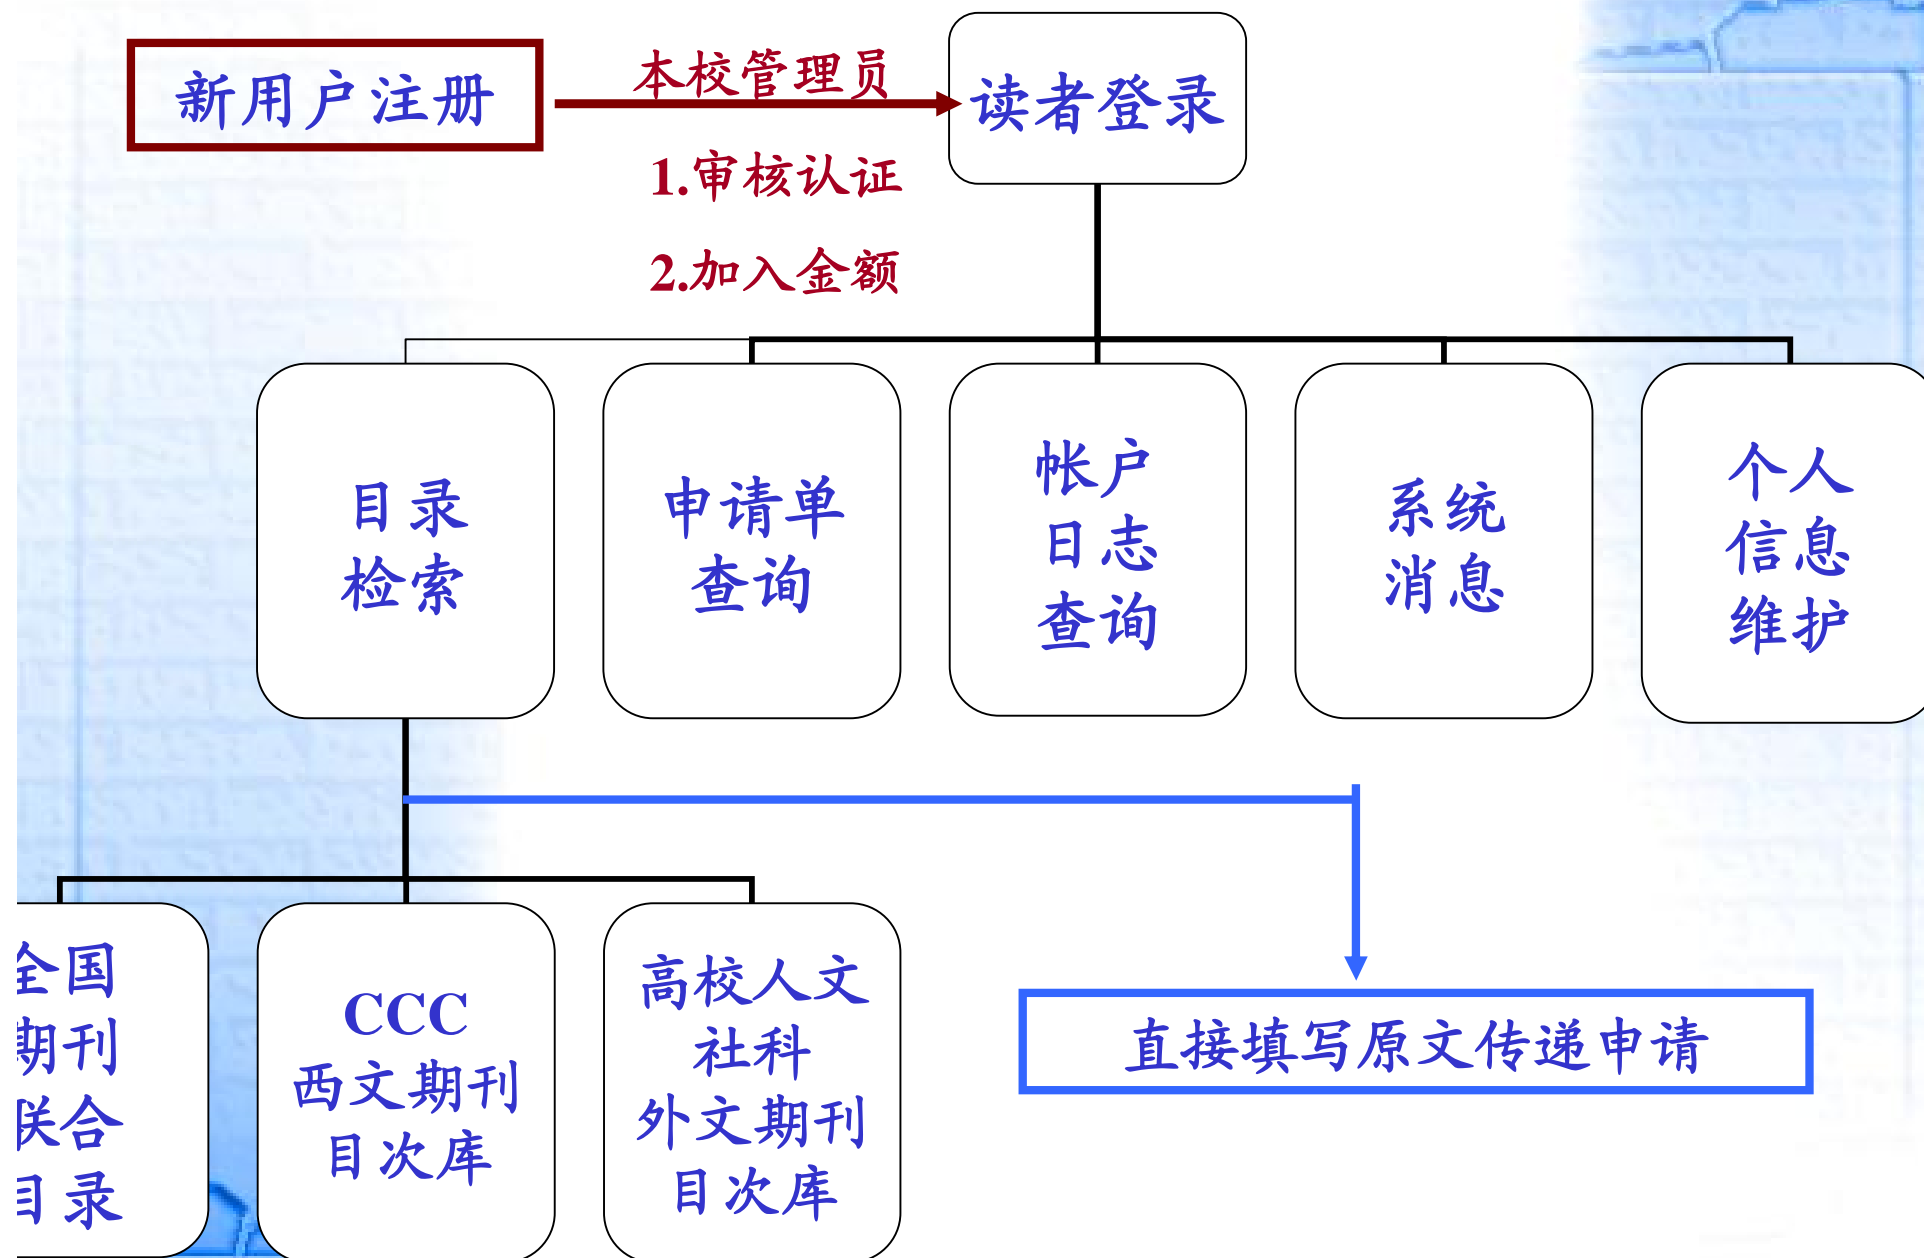 新用户注册
本校管理员
1.审核认证
2.加入金额
读者登录
目录
检索
申请单
查询
帐户
日志
查询
系统
消息
个人
信息
维护
全国
期刊
联合
目录
CCC
西文期刊
目次库
高校人文
社科
外文期刊
目次库
直接填写原文传递申请